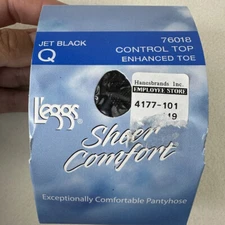 JET BLACK
Q
76018
CONTROL TOP
ENHANCED TOE
Hanesbrands Inc.
EMPLOYEE STORE
4177-101
19
L'eggs
Sheer
Comfort
Exceptionally Comfortable Pantyhose